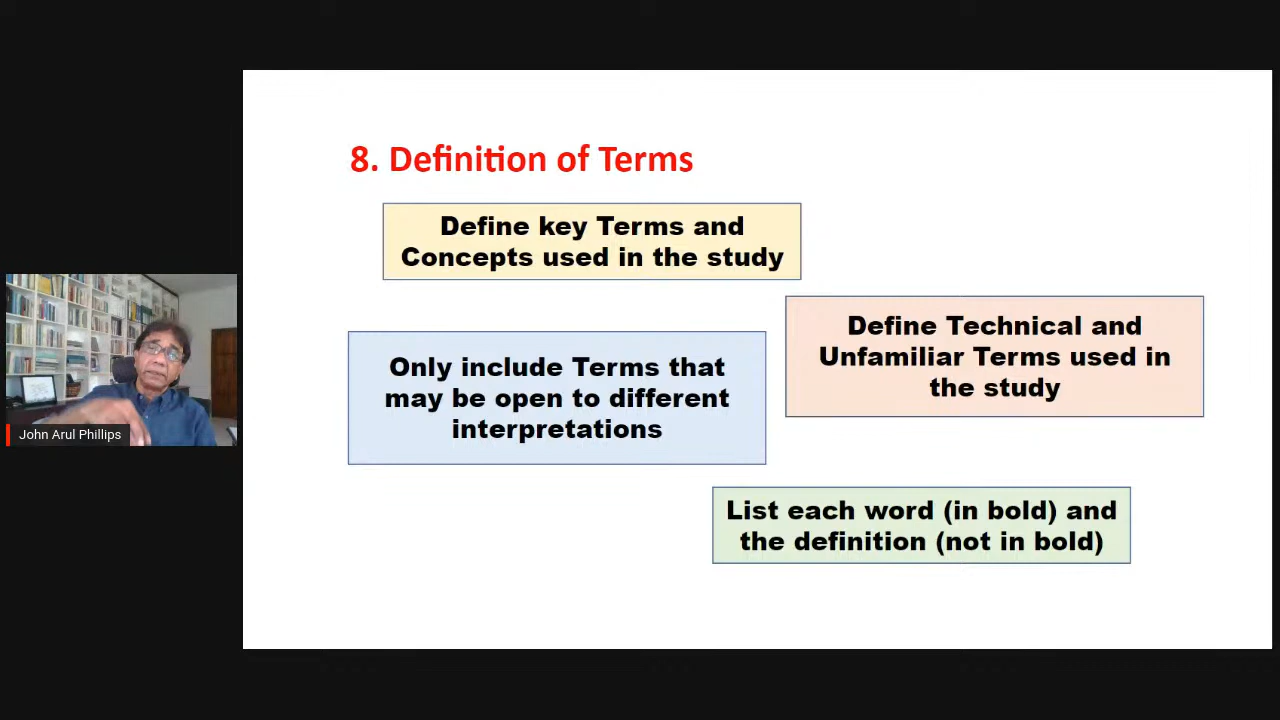 8. Definition of Terms
Define key Terms and
Concepts used in the study
Define Technical and
Unfamiliar Terms used in
the study
Only include Terms that
may be open to different
interpretations
List each word (in bold) and
the definition (not in bold)
John Arul Phillips